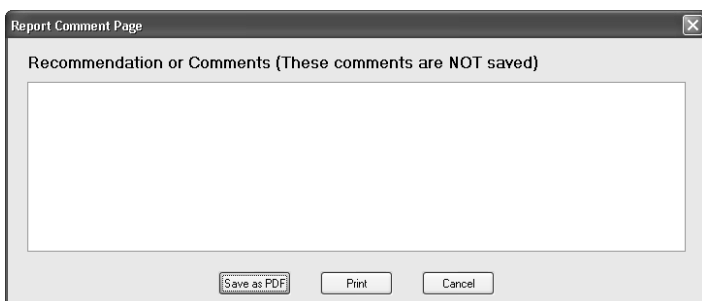 Report Comment Page
Recommendation or Comments (These comments are NOT saved)
Save as PDF Print Cancel